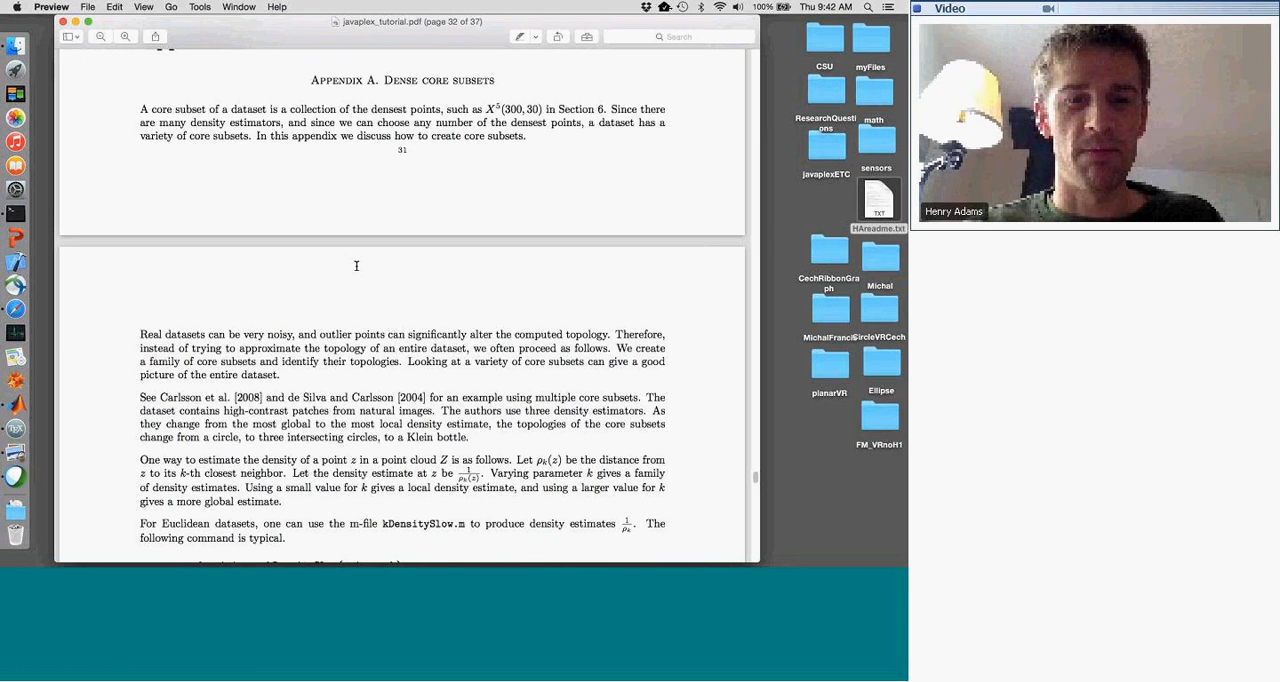 Preview File Edit View Go Tools Window Help
100% Thu 9:42 AM
javaplex_tutorial.pdf (page 32 of 37)
Search
APPENDIX A. DENSE CORE SUBSETS
A core subset of a dataset is a collection of the densest points, such as X⁵(300, 30) in Section 6. Since there
are many density estimators, and since we can choose any number of the densest points, a dataset has a
variety of core subsets. In this appendix we discuss how to create core subsets.
31
Real datasets can be very noisy, and outlier points can significantly alter the computed topology. Therefore,
instead of trying to approximate the topology of an entire dataset, we often proceed as follows. We create
a family of core subsets and identify their topologies. Looking at a variety of core subsets can give a good
picture of the entire dataset.
See Carlsson et al. [2008] and de Silva and Carlsson [2004] for an example using multiple core subsets. The
dataset contains high-contrast patches from natural images. The authors use three density estimators. As
they change from the most global to the most local density estimate, the topologies of the core subsets
change from a circle, to three intersecting circles, to a Klein bottle.
One way to estimate the density of a point z in a point cloud Z is as follows. Let ρₖ(z) be the distance from
z to its k-th closest neighbor. Let the density estimate at z be 1/ρₖ(z). Varying parameter k gives a family
of density estimates. Using a small value for k gives a local density estimate, and using a larger value for k
gives a more global estimate.
For Euclidean datasets, one can use the m-file kDensitySlow.m to produce density estimates 1/ρₖ. The
following command is typical.
CSU
myFiles
ResearchQuesti
ons
math
javaplexETC
sensors
TXT
HAreadme.txt
CechRibbonGra
ph
Michal
MichalFranci
CircleVRCech
planarVR
Ellipse
FM_VRnoH1
Video
Henry Adams